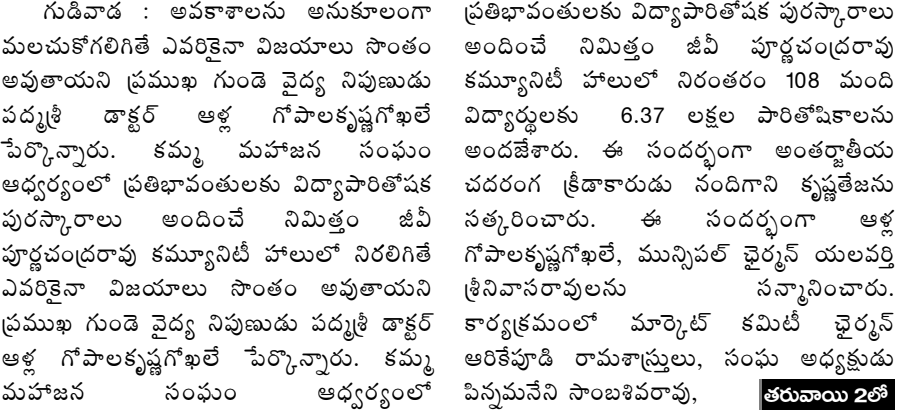 గుడివాడ : అవకాశాలను అనుకూలంగా
మలచుకోగలిగితే ఎవరికైనా విజయాలు సొంతం
అవుతాయని ప్రముఖ గుండె వైద్య నిపుణుడు
పద్మశ్రీ డాక్టర్ ఆళ్ల గోపాలకృష్ణగోఖలే
పేర్కొన్నారు. కమ్మ మహాజన సంఘం
ఆధ్వర్యంలో ప్రతిభావంతులకు విద్యాపారితోషక
పురస్కారాలు అందించే నిమిత్తం జీవీ
పూర్ణచంద్రరావు కమ్యూనిటీ హాలులో నిరలిగితే
ఎవరికైనా విజయాలు సొంతం అవుతాయని
ప్రముఖ గుండె వైద్య నిపుణుడు పద్మశ్రీ డాక్టర్
ఆళ్ల గోపాలకృష్ణగోఖలే పేర్కొన్నారు. కమ్మ
మహాజన సంఘం ఆధ్వర్యంలో
ప్రతిభావంతులకు విద్యాపారితోషక పురస్కారాలు
అందించే నిమిత్తం జీవీ పూర్ణచంద్రరావు
కమ్యూనిటీ హాలులో నిరంతరం 108 మంది
విద్యార్థులకు 6.37 లక్షల పారితోషికాలను
అందజేశారు. ఈ సందర్భంగా అంతర్జాతీయ
చదరంగ క్రీడాకారుడు నందిగాని కృష్ణతేజను
సత్కరించారు. ఈ సందర్భంగా ఆళ్ల
గోపాలకృష్ణగోఖలే, మున్సిపల్ ఛైర్మన్ యలవర్తి
శ్రీనివాసరావులను సన్మానించారు.
కార్యక్రమంలో మార్కెట్ కమిటీ ఛైర్మన్
ఆరికేపూడి రామశాస్త్రులు, సంఘ అధ్యక్షుడు
పిన్నమనేని సాంబశివరావు, తరువాయి 2లో